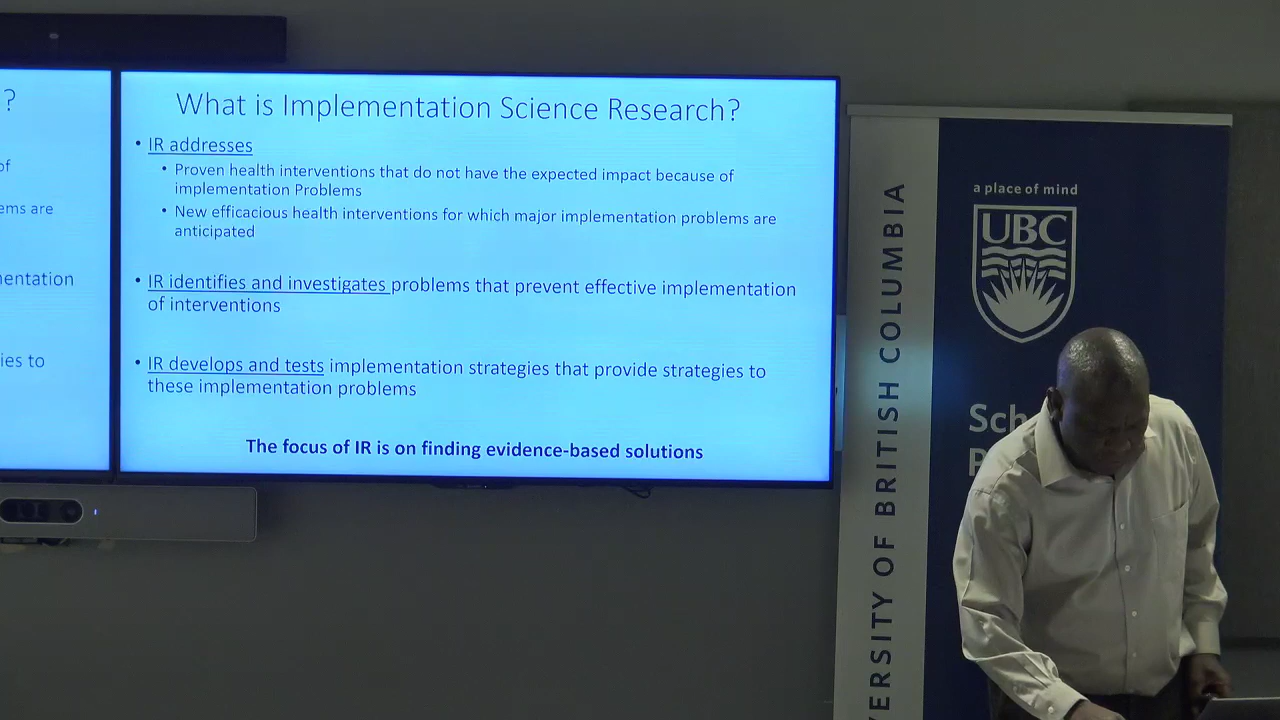 ?
of
ems are
nentation
ies to
What is Implementation Science Research?
• IR addresses
• Proven health interventions that do not have the expected impact because of
implementation Problems
• New efficacious health interventions for which major implementation problems are
anticipated
• IR identifies and investigates problems that prevent effective implementation
of interventions
• IR develops and tests implementation strategies that provide strategies to
these implementation problems
The focus of IR is on finding evidence-based solutions
VERSITY OF BRITISH COLUMBIA
a place of mind
UBC
Sch
P